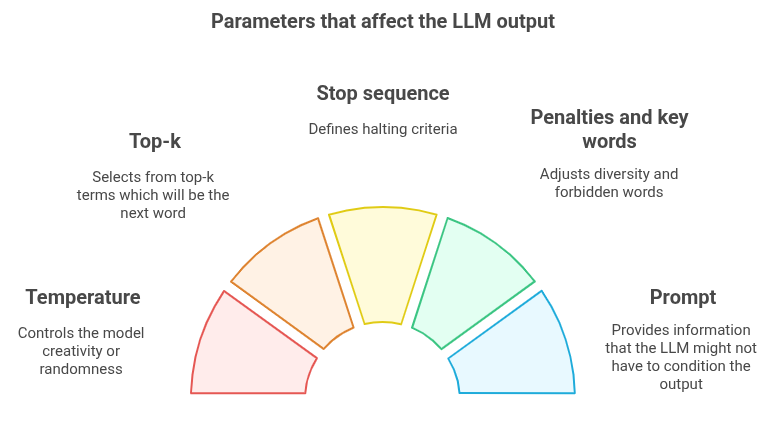 Parameters that affect the LLM output
Stop sequence
Defines halting criteria
Penalties and key
words
Adjusts diversity and
forbidden words
Top-k
Selects from top-k
terms which will be the
next word
Temperature
Controls the model
creativity or
randomness
Prompt
Provides information
that the LLM might not
have to condition the
output